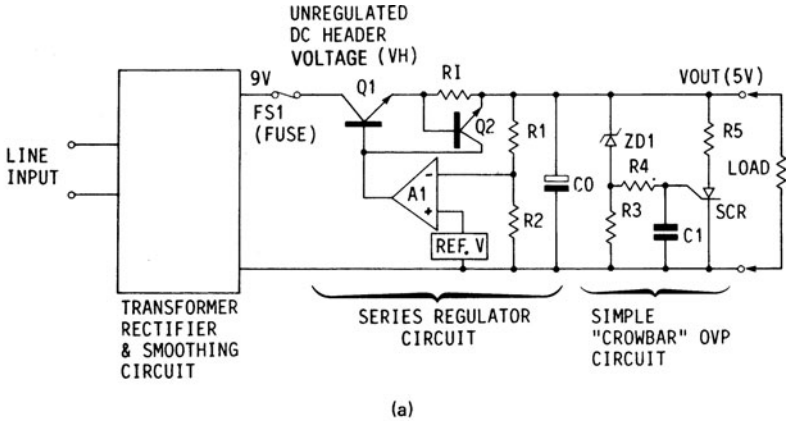 UNREGULATED
DC HEADER
VOLTAGE (VH)
9V
FS1
(FUSE)
Q1
RI
Q2
VOUT (5V)
LINE
INPUT
A1
-
+
REF. V
R1
R2
C0
ZD1
R4
R3
C1
R5
SCR
LOAD
TRANSFORMER
RECTIFIER
& SMOOTHING
CIRCUIT
SERIES REGULATOR
CIRCUIT
SIMPLE
"CROWBAR" OVP
CIRCUIT
(a)